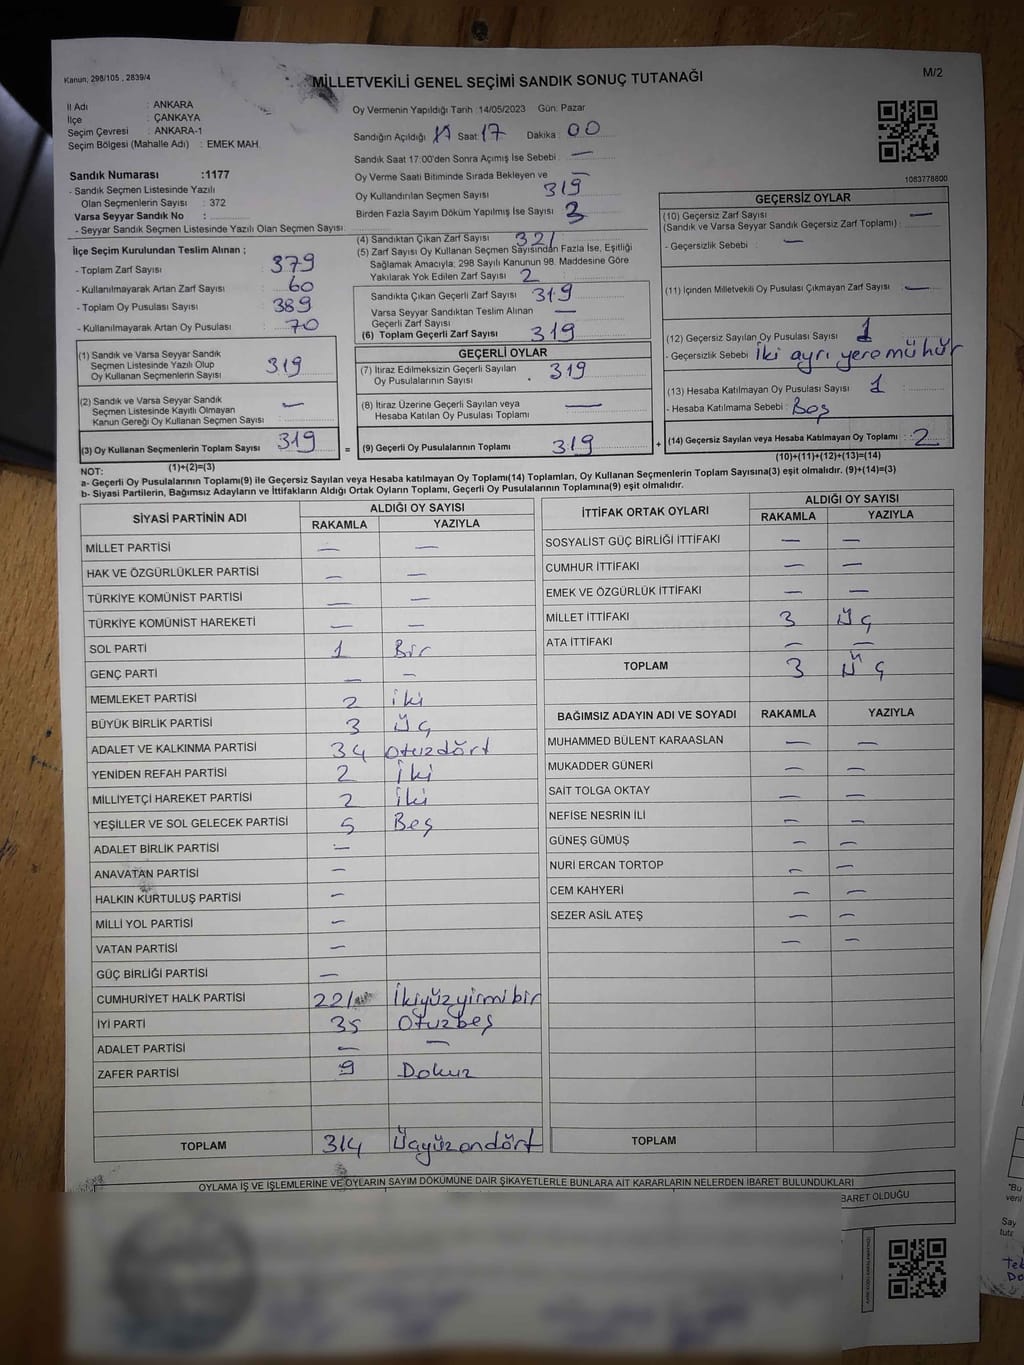 Kanun: 298/105 , 2839/4
MİLLETVEKİLİ GENEL SEÇİMİ SANDIK SONUÇ TUTANAĞI
M/2
İl Adı : ANKARA
İlçe : ÇANKAYA
Seçim Çevresi : ANKARA-1
Seçim Bölgesi (Mahalle Adı) : EMEK MAH.
Sandık Numarası :1177
- Sandık Seçmen Listesinde Yazılı
Olan Seçmenlerin Sayısı : 372
Varsa Seyyar Sandık No :
- Seyyar Sandık Seçmen Listesinde Yazılı Olan Seçmen Sayısı:
Oy Vermenin Yapıldığı Tarih :14/05/2023 Gün: Pazar
Sandığın Açıldığı Saat 17 Dakika : 00
Sandık Saat 17:00'den Sonra Açımış İse Sebebi : —
Oy Verme Saati Bitiminde Sırada Bekleyen ve —
Oy Kullandırılan Seçmen Sayısı 319
Birden Fazla Sayım Döküm Yapılmış İse Sayısı 3
1083778600
İlçe Seçim Kurulundan Teslim Alınan ;
- Toplam Zarf Sayısı : 379
- Kullanılmayarak Artan Zarf Sayısı : 60
- Toplam Oy Pusulası Sayısı : 389
- Kullanılmayarak Artan Oy Pusulası : 70
(1) Sandık ve Varsa Seyyar Sandık
Seçmen Listesinde Yazılı Olup
Oy Kullanan Seçmenlerin Sayısı : 319
(2) Sandık ve Varsa Seyyar Sandık
Seçmen Listesinde Kayıtlı Olmayan
Kanun Gereği Oy Kullanan Seçmen Sayısı : —
(3) Oy Kullanan Seçmenlerin Toplam Sayısı : 319
(1)+(2)=(3)
(4) Sandıktan Çıkan Zarf Sayısı 321
(5) Zarf Sayısı Oy Kullanan Seçmen Sayısından Fazla İse, Eşitliği
Sağlamak Amacıyla, 298 Sayılı Kanunun 98. Maddesine Göre
Yakılarak Yok Edilen Zarf Sayısı : 2
Sandıkta Çıkan Geçerli Zarf Sayısı : 319
Varsa Seyyar Sandıktan Teslim Alınan
Geçerli Zarf Sayısı : —
(6) Toplam Geçerli Zarf Sayısı : 319
GEÇERLİ OYLAR
(7) İtiraz Edilmeksizin Geçerli Sayılan
Oy Pusulalarının Sayısı : 319
(8) İtiraz Üzerine Geçerli Sayılan veya
Hesaba Katılan Oy Pusulası Toplamı : —
= (9) Geçerli Oy Pusulalarının Toplamı : 319 +
GEÇERSİZ OYLAR
(10) Geçersiz Zarf Sayısı
(Sandık ve Varsa Seyyar Sandık Geçersiz Zarf Toplamı) : —
- Geçersizlik Sebebi : —
(11) İçinden Milletvekili Oy Pusulası Çıkmayan Zarf Sayısı : —
(12) Geçersiz Sayılan Oy Pusulası Sayısı : 1
- Geçersizlik Sebebi : İki ayrı yere mühür
(13) Hesaba Katılmayan Oy Pusulası Sayısı : 1
- Hesaba Katılmama Sebebi : Boş
(14) Geçersiz Sayılan veya Hesaba Katılmayan Oy Toplamı : 2
(10)+(11)+(12)+(13)=(14)
NOT:
a- Geçerli Oy Pusulalarının Toplamı(9) ile Geçersiz Sayılan veya Hesaba katılmayan Oy Toplamı(14) Toplamları, Oy Kullanan Seçmenlerin Toplam Sayısına(3) eşit olmalıdır. (9)+(14)=(3)
b- Siyasi Partilerin, Bağımsız Adayların ve İttifakların Aldığı Ortak Oyların Toplamı, Geçerli Oy Pusulalarının Toplamına(9) eşit olmalıdır.
SİYASİ PARTİNİN ADI ALDIĞI OY SAYISI
RAKAMLA YAZIYLA
MİLLET PARTİSİ — —
HAK VE ÖZGÜRLÜKLER PARTİSİ — —
TÜRKİYE KOMÜNİST PARTİSİ — —
TÜRKİYE KOMÜNİST HAREKETİ — —
SOL PARTİ 1 Bir
GENÇ PARTİ — —
MEMLEKET PARTİSİ 2 iki
BÜYÜK BİRLİK PARTİSİ 3 üç
ADALET VE KALKINMA PARTİSİ 34 otuzdört
YENİDEN REFAH PARTİSİ 2 İki
MİLLİYETÇİ HAREKET PARTİSİ 2 İki
YEŞİLLER VE SOL GELECEK PARTİSİ 5 Beş
ADALET BİRLİK PARTİSİ —
ANAVATAN PARTİSİ —
HALKIN KURTULUŞ PARTİSİ —
MİLLİ YOL PARTİSİ —
VATAN PARTİSİ —
GÜÇ BİRLİĞİ PARTİSİ —
CUMHURİYET HALK PARTİSİ 221 İkiyüzyirmibir
İYİ PARTİ 35 Otuzbeş
ADALET PARTİSİ — —
ZAFER PARTİSİ 9 Dokuz
TOPLAM 314 Üçyüzondört
İTTİFAK ORTAK OYLARI ALDIĞI OY SAYISI
RAKAMLA YAZIYLA
SOSYALİST GÜÇ BİRLİĞİ İTTİFAKI — —
CUMHUR İTTİFAKI — —
EMEK VE ÖZGÜRLÜK İTTİFAKI — —
MİLLET İTTİFAKI 3 Üç
ATA İTTİFAKI — —
TOPLAM 3 Üç
BAĞIMSIZ ADAYIN ADI VE SOYADI RAKAMLA YAZIYLA
MUHAMMED BÜLENT KARAASLAN — —
MUKADDER GÜNERİ — —
SAİT TOLGA OKTAY — —
NEFİSE NESRİN İLİ — —
GÜNEŞ GÜMÜŞ — —
NURİ ERCAN TORTOP — —
CEM KAHYERİ — —
SEZER ASİL ATEŞ — —
— —
TOPLAM
OYLAMA İŞ VE İŞLEMLERİNE VE OYLARIN SAYIM DÖKÜMÜNE DAİR ŞİKAYETLERLE BUNLARA AİT KARARLARIN NELERDEN İBARET BULUNDUKLARI
BARET OLDUĞU